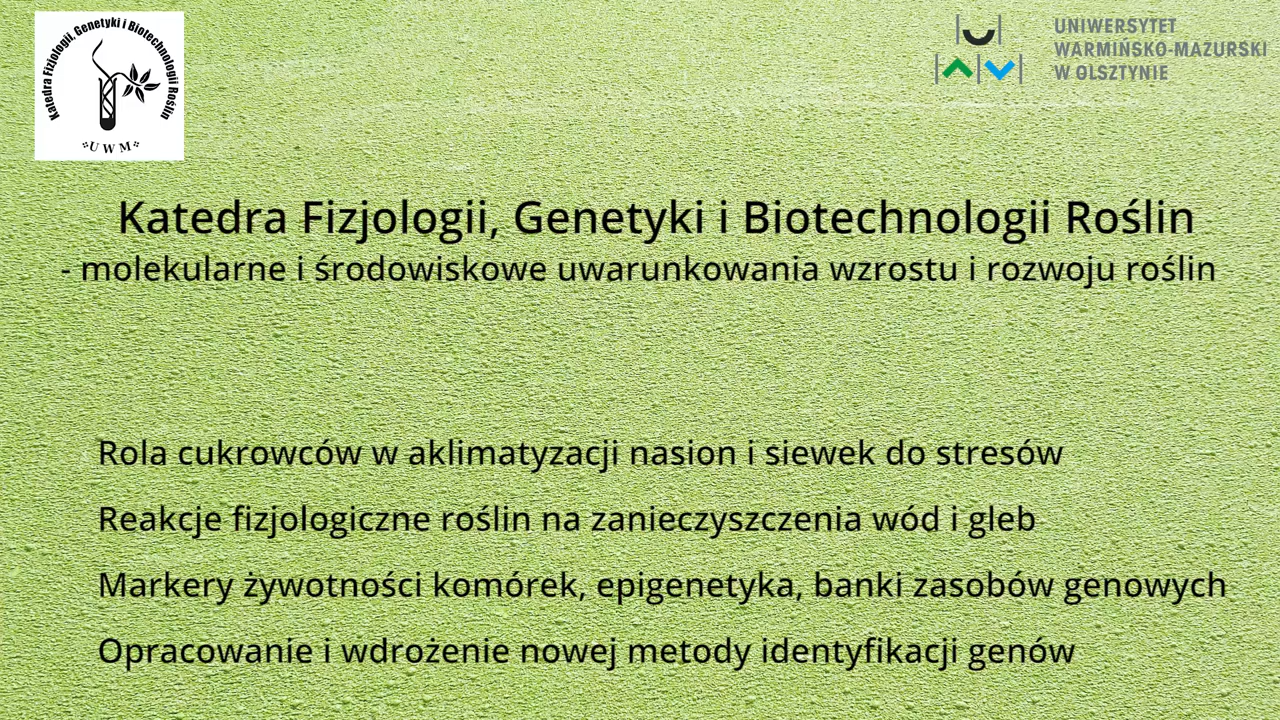 Katedra Fizjologii, Genetyki i Biotechnologii Roślin
UWM
UNIWERSYTET
WARMIŃSKO-MAZURSKI
W OLSZTYNIE
Katedra Fizjologii, Genetyki i Biotechnologii Roślin
- molekularne i środowiskowe uwarunkowania wzrostu i rozwoju roślin
Rola cukrowców w aklimatyzacji nasion i siewek do stresów
Reakcje fizjologiczne roślin na zanieczyszczenia wód i gleb
Markery żywotności komórek, epigenetyka, banki zasobów genowych
Opracowanie i wdrożenie nowej metody identyfikacji genów